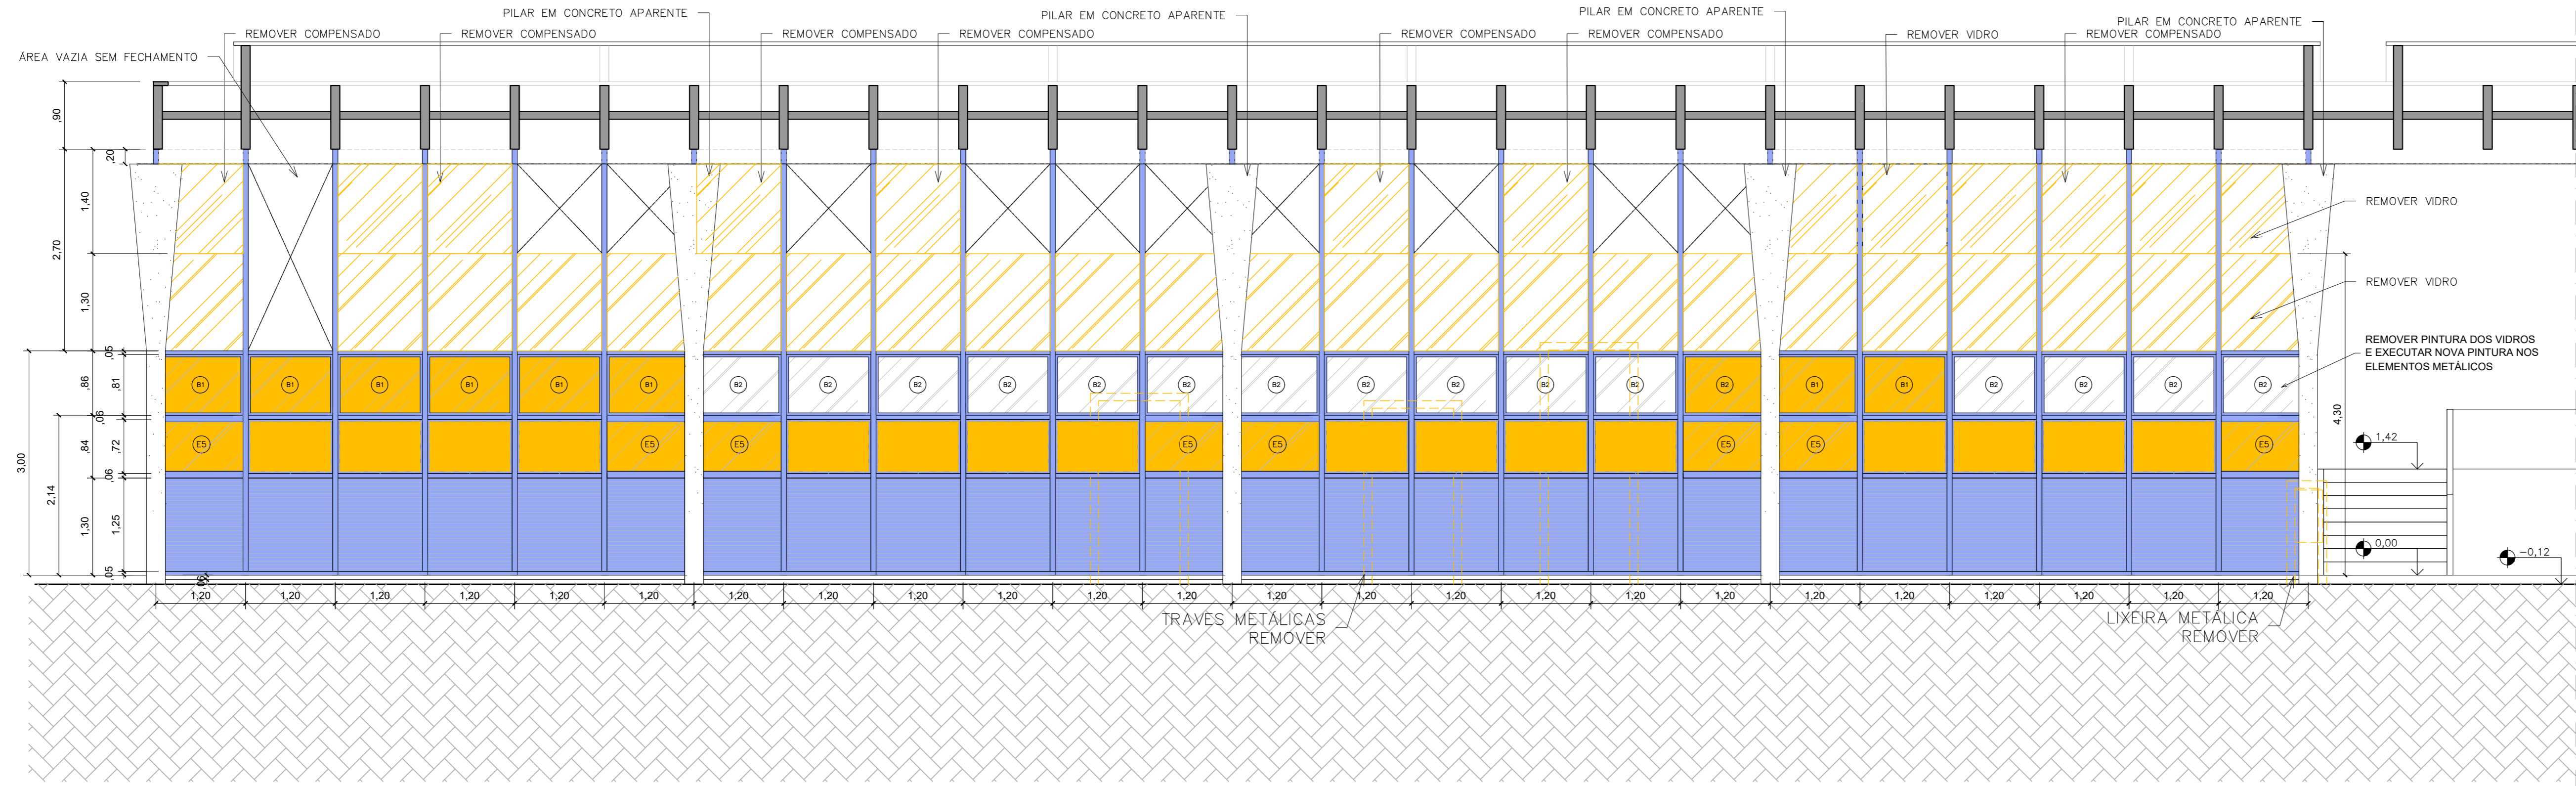 PILAR EM CONCRETO APARENTE
PILAR EM CONCRETO APARENTE
PILAR EM CONCRETO APARENTE
PILAR EM CONCRETO APARENTE
REMOVER COMPENSADO
REMOVER COMPENSADO
REMOVER COMPENSADO
REMOVER COMPENSADO
REMOVER COMPENSADO
REMOVER COMPENSADO
REMOVER VIDRO
REMOVER COMPENSADO
ÁREA VAZIA SEM FECHAMENTO
,90
,20
1,40
2,70
1,30
REMOVER VIDRO
REMOVER VIDRO
REMOVER PINTURA DOS VIDROS
E EXECUTAR NOVA PINTURA NOS
ELEMENTOS METÁLICOS
,05
,86
,81
B1 B1 B1 B1 B1 B1 B2 B2 B2 B2 B2 B2 B2 B2 B2 B2 B2 B2 B1 B1 B2 B2 B2 B2
,06
4,30
,84
,72
E5 E5 E5 E5 E5 E5 E5 E5
1,42
3,00
,06
2,14
1,30
1,25
0,00
-0,12
,05
,06
1,20 1,20 1,20 1,20 1,20 1,20 1,20 1,20 1,20 1,20 1,20 1,20 1,20 1,20 1,20 1,20 1,20 1,20 1,20 1,20 1,20 1,20 1,20 1,20
TRAVES METÁLICAS
REMOVER
LIXEIRA METÁLICA
REMOVER